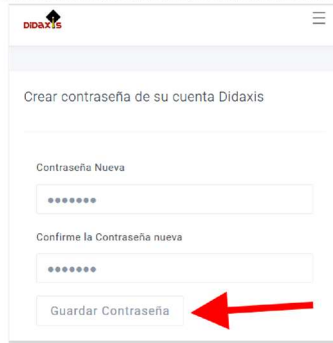 DIDAXIS
Crear contraseña de su cuenta Didaxis
Contraseña Nueva
•••••••
Confirme la Contraseña nueva
•••••••
Guardar Contraseña